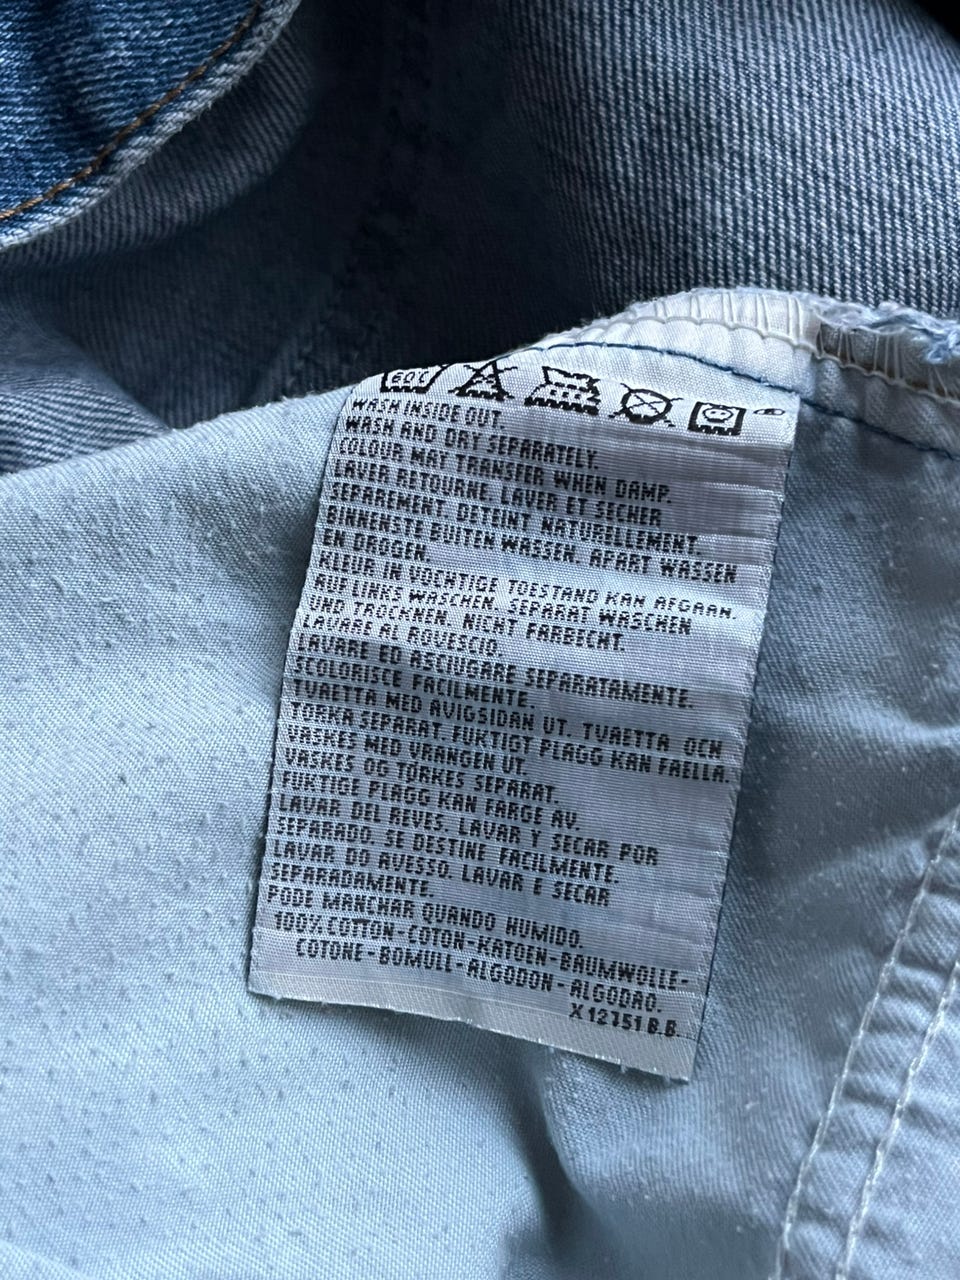 60°
WASH INSIDE OUT.
WASH AND DRY SEPARATELY.
COLOUR MAY TRANSFER WHEN DAMP.
LAVER RETOURNE. LAVER ET SECHER
SEPAREMENT. DETEINT NATURELLEMENT.
BINNENSTE BUITEN WASSEN. APART WASSEN
EN DROGEN.
KLEUR IN VOCHTIGE TOESTAND KAN AFGAAN.
AUF LINKS WASCHEN. SEPARAT WASCHEN
UND TROCKNEN. NICHT FARBECHT.
LAVARE AL ROVESCIO.
LAVARE ED ASCIUGARE SEPARATAMENTE.
SCOLORISCE FACILMENTE.
TVAETTA MED AVIGSIDAN UT. TVAETTA OCH
TORKA SEPARAT. FUKTIGT PLAGG KAN FAELLA.
VASKES MED VRANGEN UT.
VASKES OG TØRKES SEPARAT.
FUKTIGE PLAGG KAN FARGE AV.
LAVAR DEL REVES. LAVAR Y SECAR POR
SEPARADO. SE DESTINE FACILMENTE.
LAVAR DO AVESSO. LAVAR E SECAR
SEPARADAMENTE.
PODE MANCHAR QUANDO HUMIDO.
100% COTTON-COTON-KATOEN-BAUMWOLLE-
COTONE-BOMULL-ALGODON-ALGODAO.
X12751 B.B